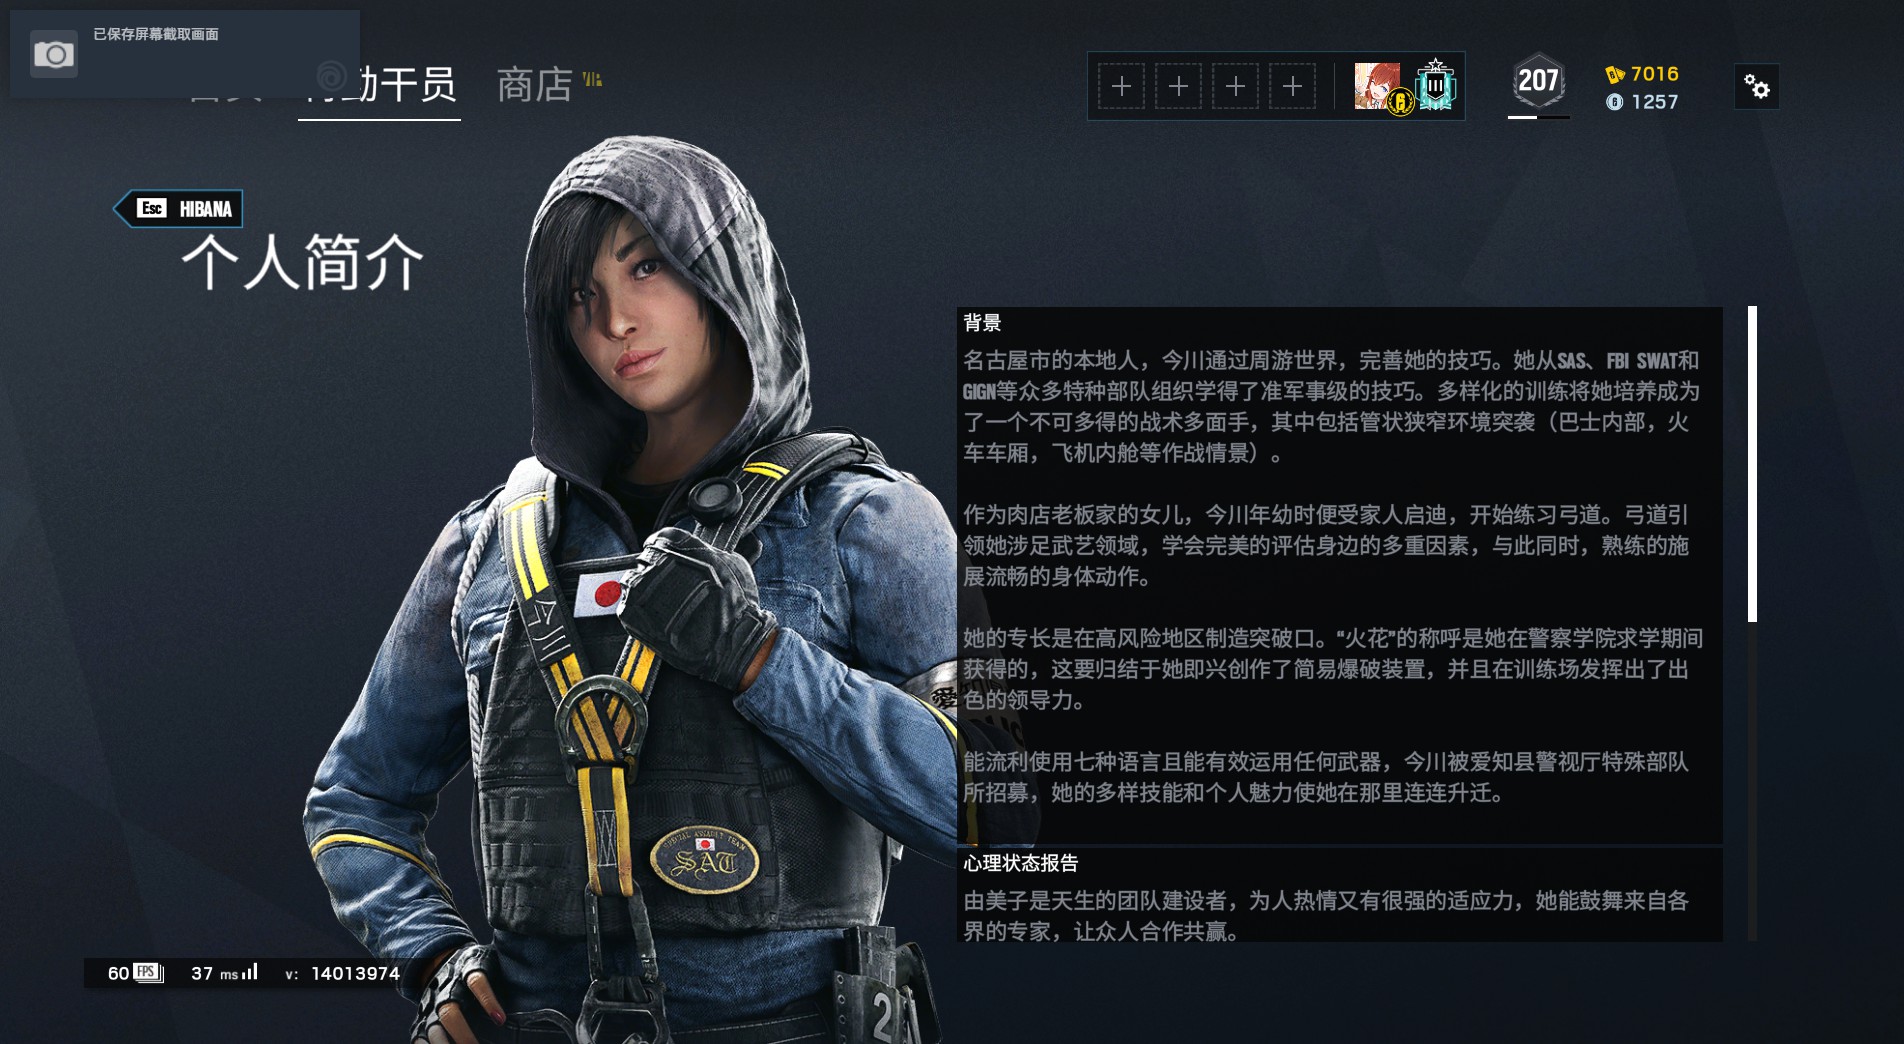 已保存屏幕截取画面
行动干员
商店
207
7016
1257
Esc HIBANA
个人简介
背景
名古屋市的本地人，今川通过周游世界，完善她的技巧。她从SAS、FBI SWAT和
GIGN等众多特种部队组织学得了准军事级的技巧。多样化的训练将她培养成为
了一个不可多得的战术多面手，其中包括管状狭窄环境突袭（巴士内部，火
车车厢，飞机内舱等作战情景）。
作为肉店老板家的女儿，今川年幼时便受家人启迪，开始练习弓道。弓道引
领她涉足武艺领域，学会完美的评估身边的多重因素，与此同时，熟练的施
展流畅的身体动作。
她的专长是在高风险地区制造突破口。“火花”的称呼是她在警察学院求学期间
获得的，这要归结于她即兴创作了简易爆破装置，并且在训练场发挥出了出
色的领导力。
能流利使用七种语言且能有效运用任何武器，今川被爱知县警视厅特殊部队
所招募，她的多样技能和个人魅力使她在那里连连升迁。
心理状态报告
由美子是天生的团队建设者，为人热情又有很强的适应力，她能鼓舞来自各
界的专家，让众人合作共赢。
今川
愛
SPECIAL ASSAULT TEAM
SAT
2
60 FPS 37 ms v: 14013974